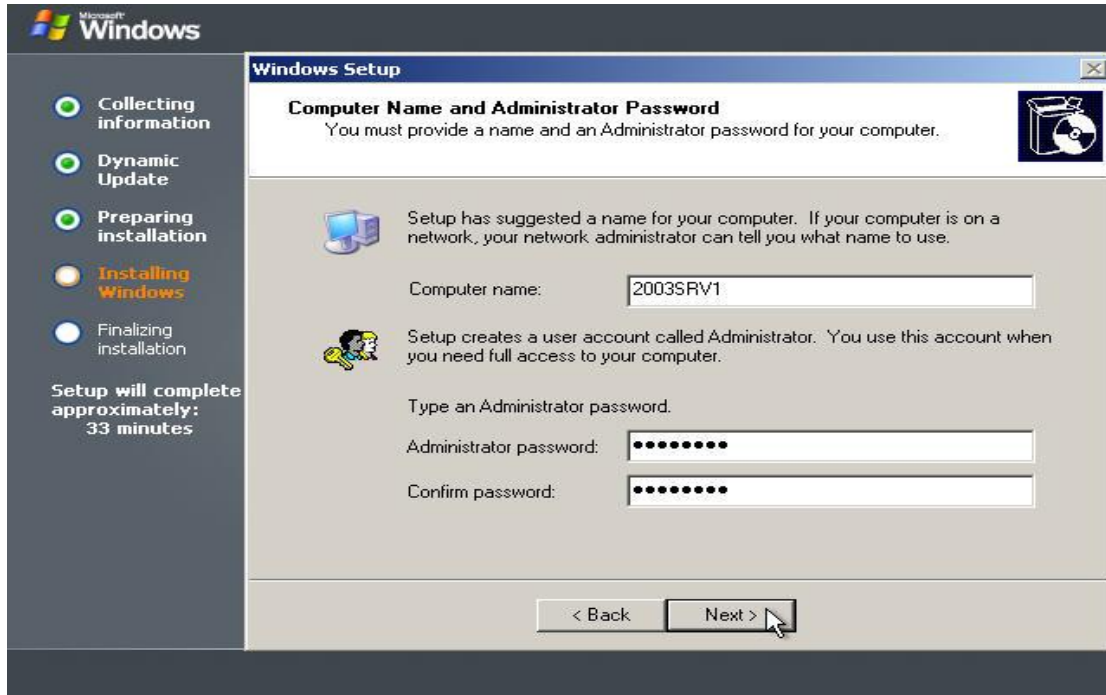 Microsoft
Windows
Collecting
information
Dynamic
Update
Preparing
installation
Installing
Windows
Finalizing
installation
Setup will complete
approximately:
33 minutes
Windows Setup
Computer Name and Administrator Password
You must provide a name and an Administrator password for your computer.
Setup has suggested a name for your computer. If your computer is on a
network, your network administrator can tell you what name to use.
Computer name: 2003SRV1
Setup creates a user account called Administrator. You use this account when
you need full access to your computer.
Type an Administrator password.
Administrator password: ●●●●●●●●
Confirm password: ●●●●●●●●
< Back Next >